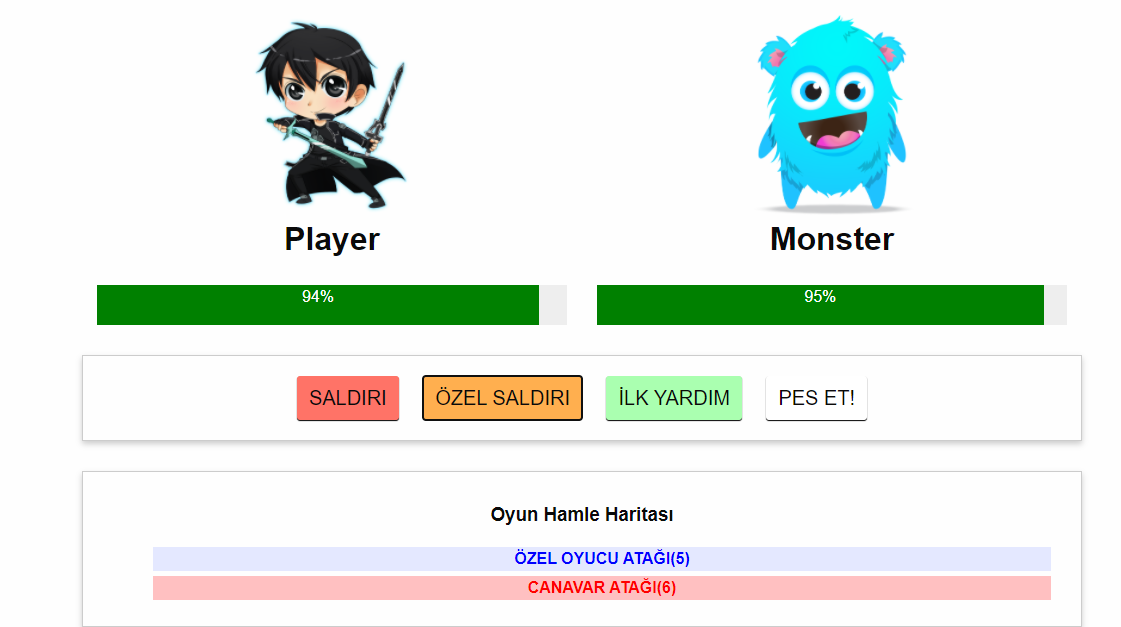 Player
Monster
94%
95%
SALDIRI
ÖZEL SALDIRI
İLK YARDIM
PES ET!
Oyun Hamle Haritası
ÖZEL OYUCU ATAĞI(5)
CANAVAR ATAĞI(6)